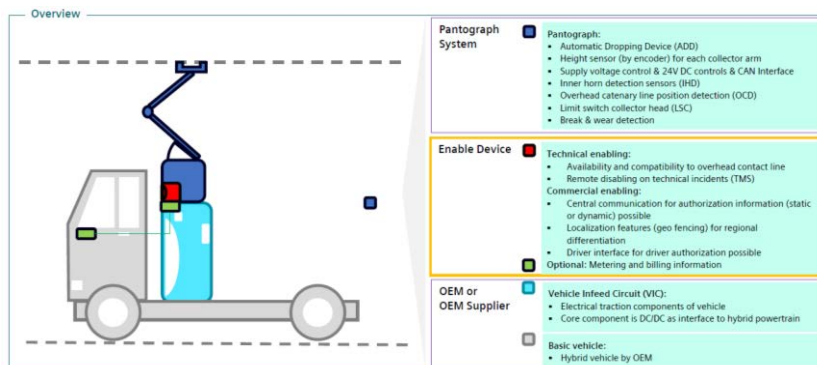 Overview
Pantograph
System
Pantograph:
• Automatic Dropping Device (ADD)
• Height sensor (by encoder) for each collector arm
• Supply voltage control & 24V DC controls & CAN Interface
• Inner horn detection sensors (IHD)
• Overhead catenary line position detection (OCD)
• Limit switch collector head (LSC)
• Break & wear detection
Enable Device
Technical enabling:
• Availability and compatibility to overhead contact line
• Remote disabling on technical incidents (TMS)
Commercial enabling:
• Central communication for authorization information (static
or dynamic) possible
• Localization features (geo fencing) for regional
differentiation
• Driver interface for driver authorization possible
Optional: Metering and billing information
OEM or
OEM Supplier
Vehicle Infeed Circuit (VIC):
• Electrical traction components of vehicle
• Core component is DC/DC as interface to hybrid powertrain
Basic vehicle:
• Hybrid vehicle by OEM